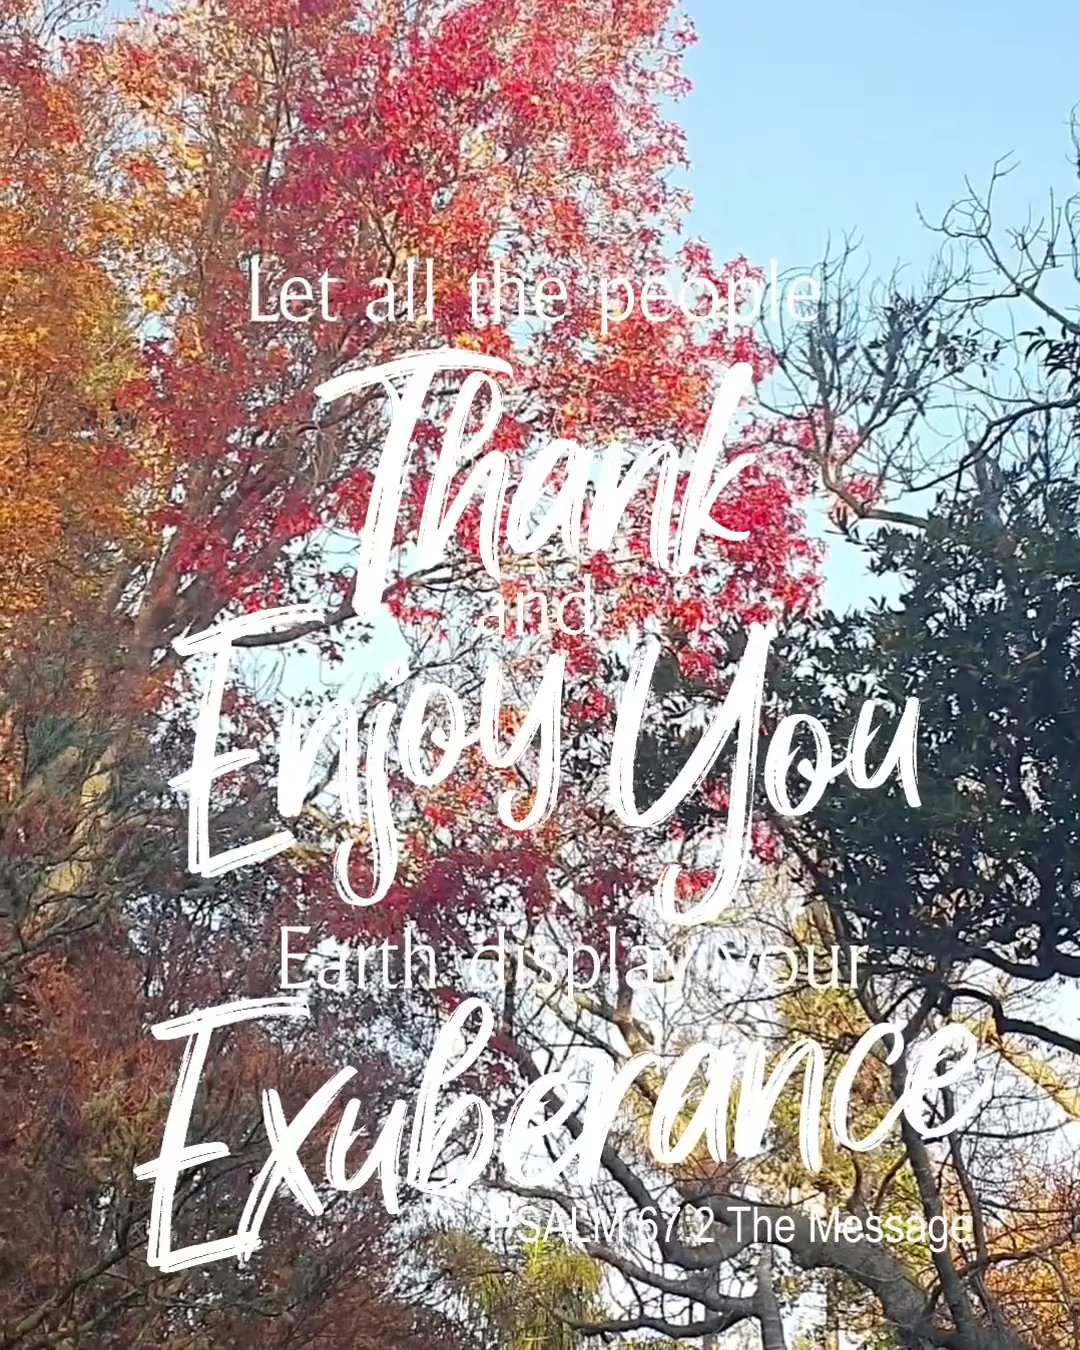 Let all the people
Thank
and
Enjoy You
Earth display your
Exuberance
PSALM 67:2 The Message